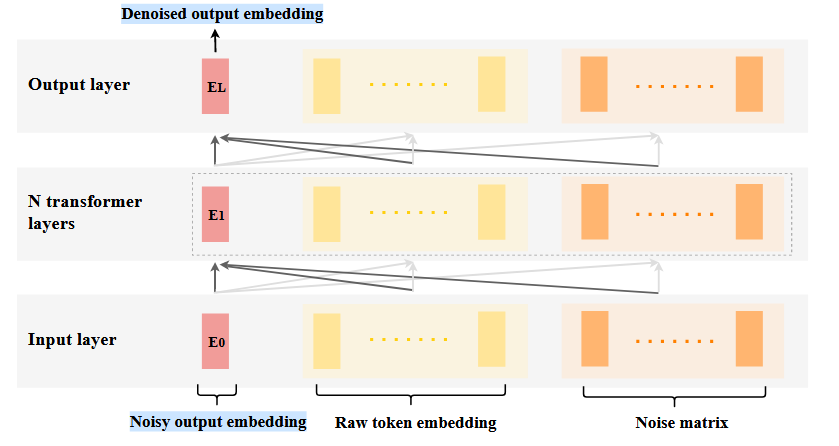 Denoised output embedding
Output layer
EL
N transformer
layers
E1
Input layer
E0
Noisy output embedding
Raw token embedding
Noise matrix